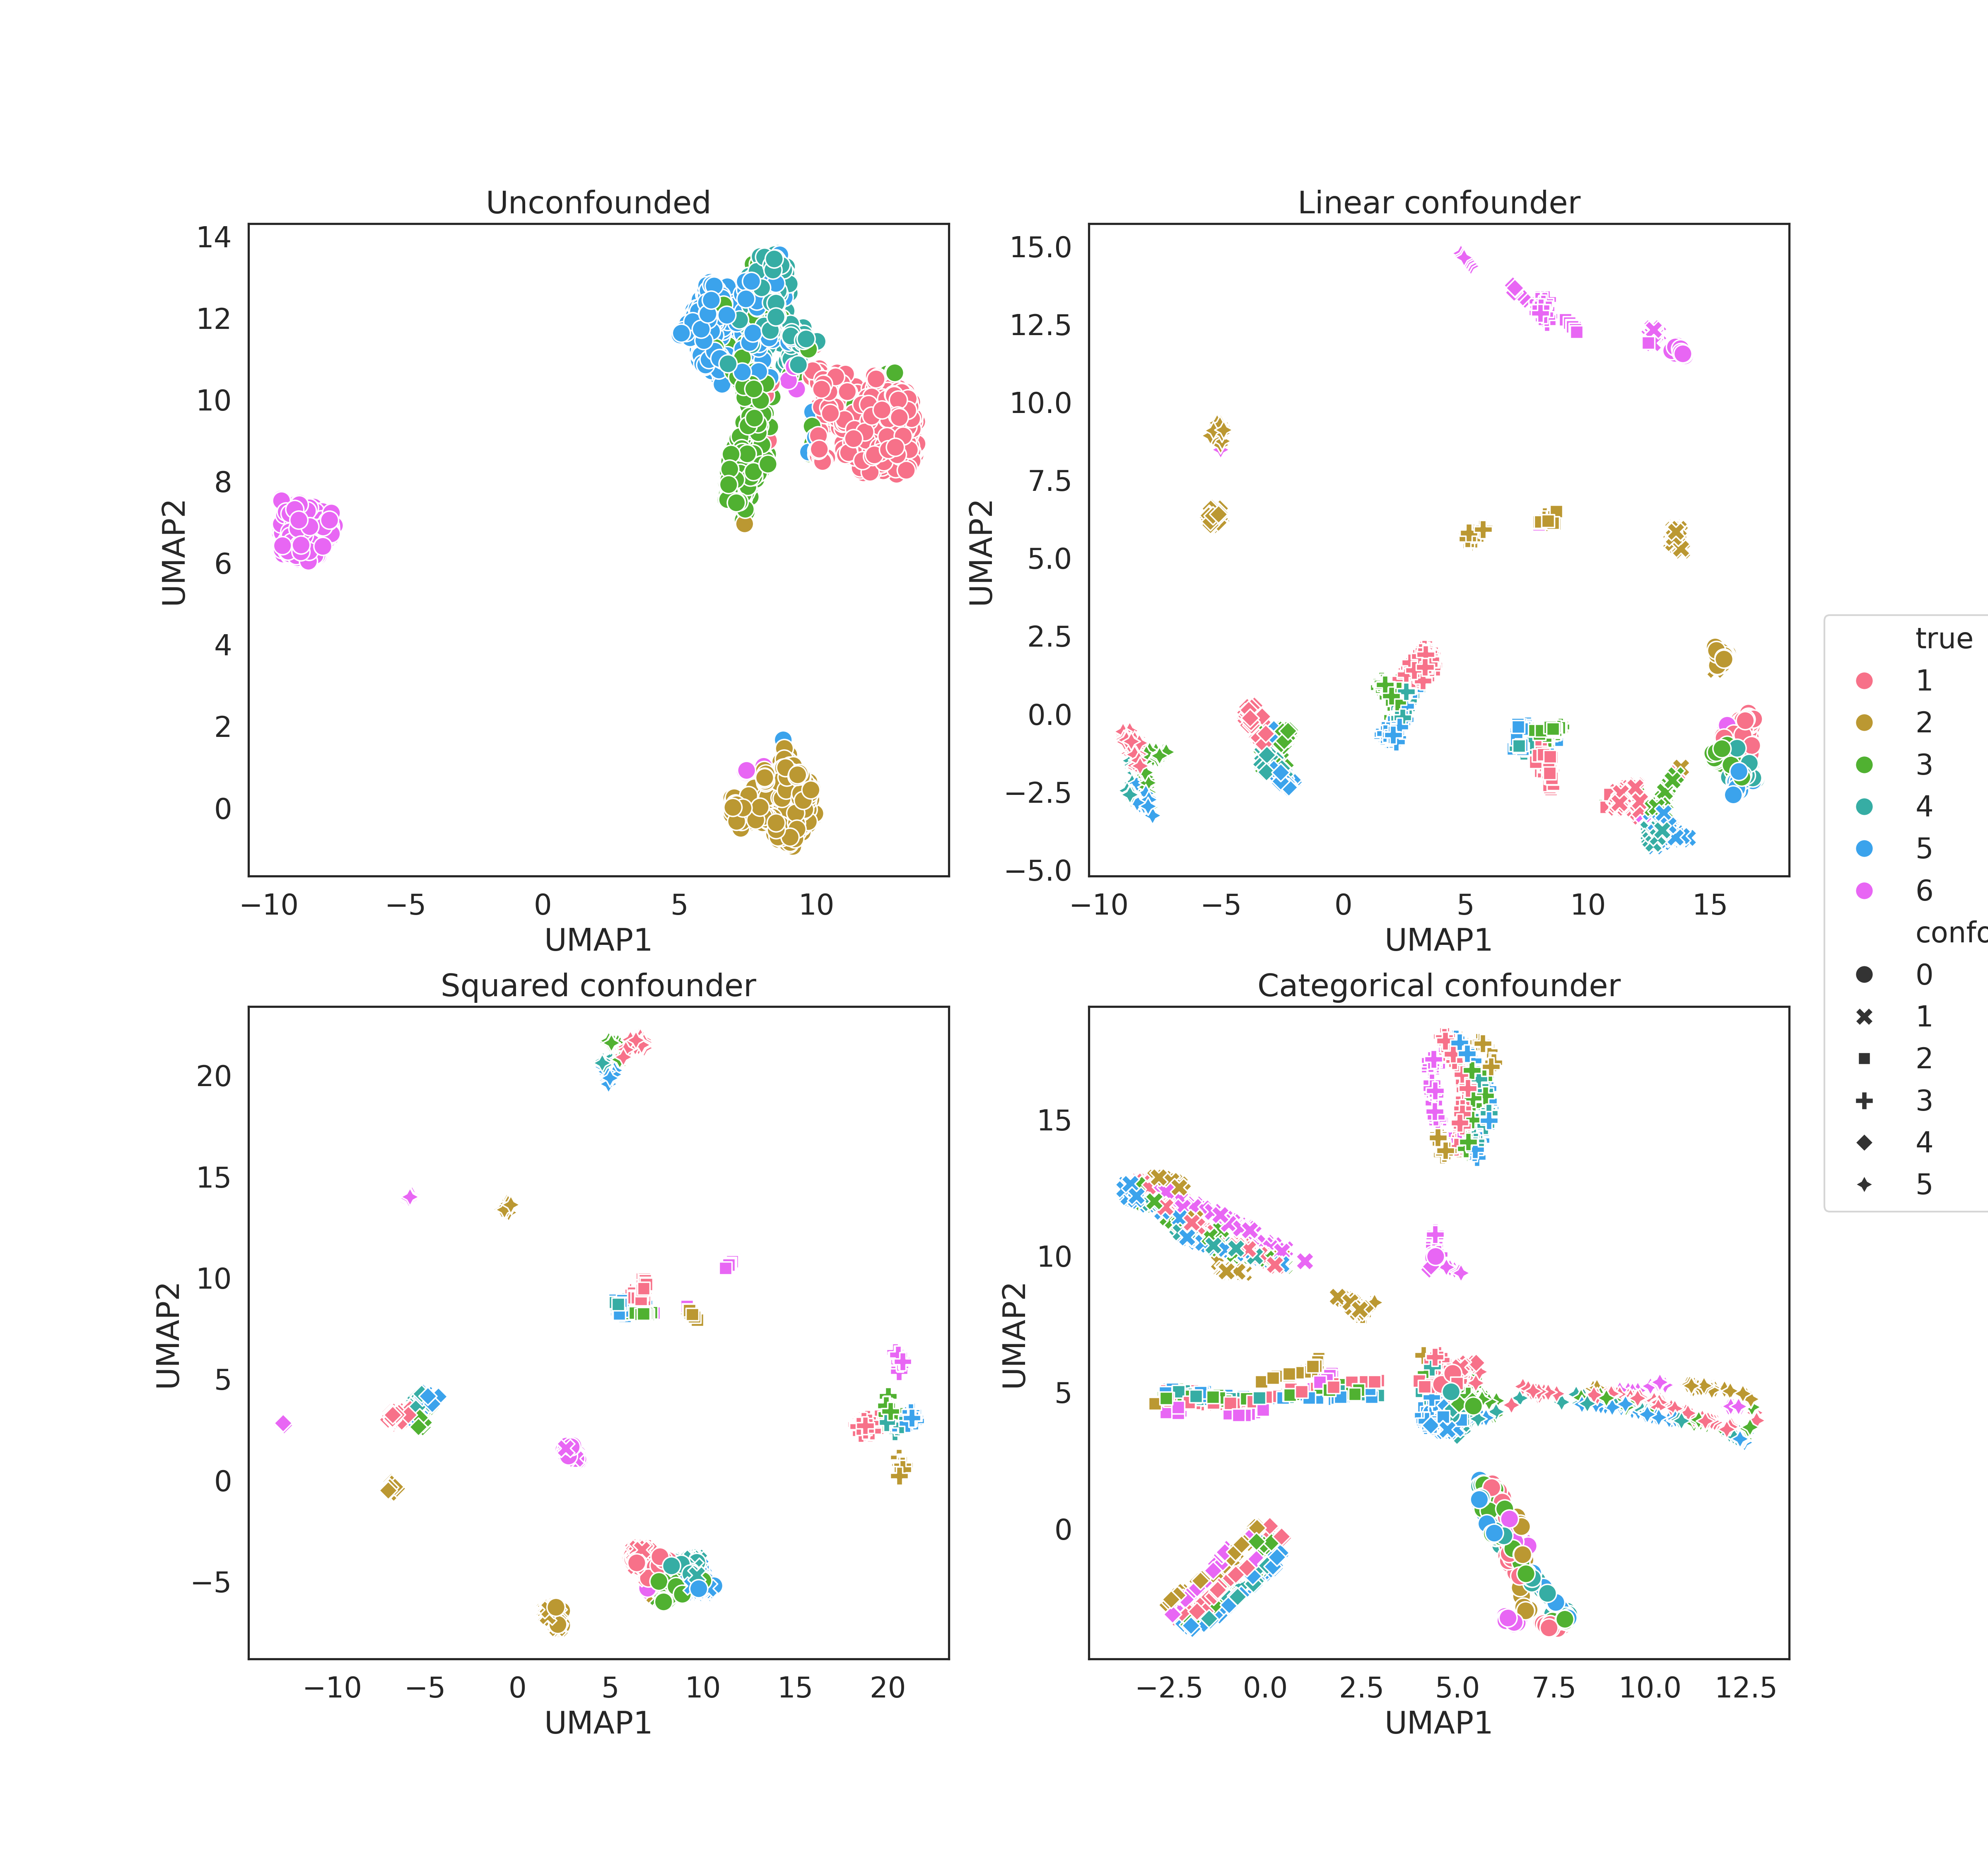 Unconfounded
14
12
10
8
6
4
2
0
UMAP2
−10 −5 0 5 10
UMAP1
Linear confounder
15.0
12.5
10.0
7.5
5.0
2.5
0.0
−2.5
−5.0
UMAP2
−10 −5 0 5 10 15
UMAP1
Squared confounder
20
15
10
5
0
−5
UMAP2
−10 −5 0 5 10 15 20
UMAP1
Categorical confounder
15
10
5
0
UMAP2
−2.5 0.0 2.5 5.0 7.5 10.0 12.5
UMAP1
true
1
2
3
4
5
6
confo
0
1
2
3
4
5